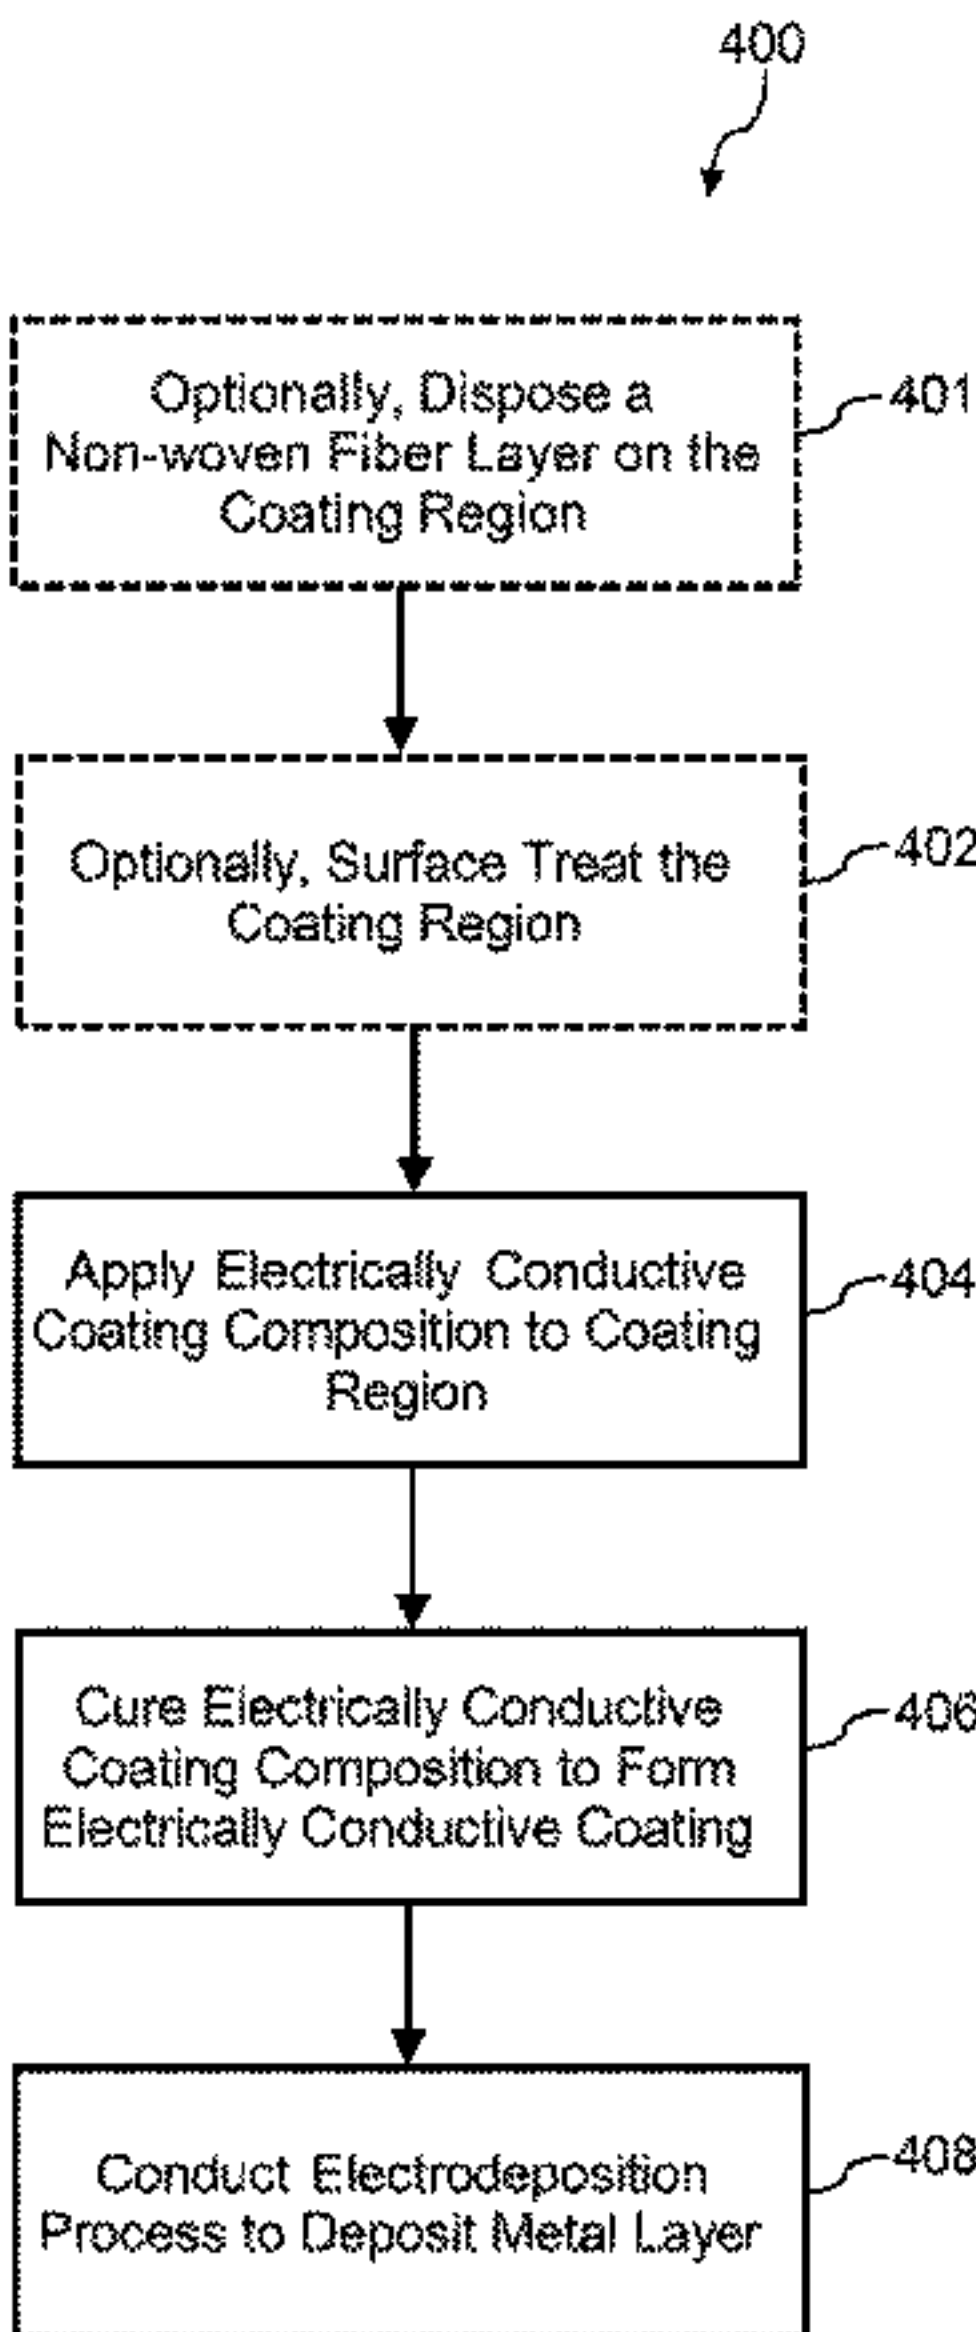 400
Optionally, Dispose a
Non-woven Fiber Layer on the
Coating Region
401
Optionally, Surface Treat the
Coating Region
402
Apply Electrically Conductive
Coating Composition to Coating
Region
404
Cure Electrically Conductive
Coating Composition to Form
Electrically Conductive Coating
406
Conduct Electrodeposition
Process to Deposit Metal Layer
408